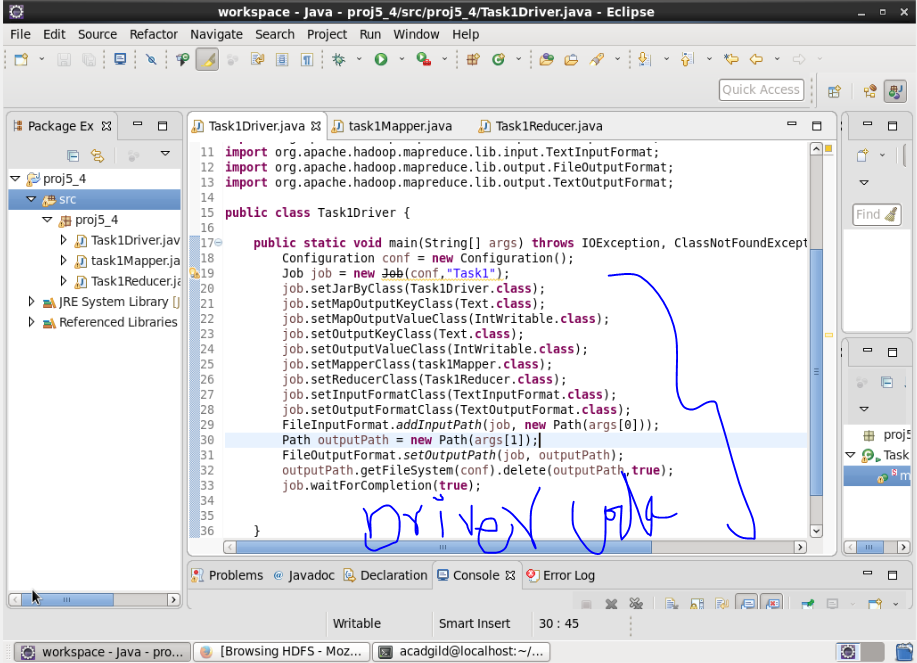 workspace - Java - proj5_4/src/proj5_4/Task1Driver.java - Eclipse
File Edit Source Refactor Navigate Search Project Run Window Help
Quick Access
Package Ex
Task1Driver.java task1Mapper.java Task1Reducer.java
proj5_4
src
proj5_4
Task1Driver.jav
task1Mapper.ja
Task1Reducer.ja
JRE System Library [J
Referenced Libraries
11 import org.apache.hadoop.mapreduce.lib.input.TextInputFormat;
12 import org.apache.hadoop.mapreduce.lib.output.FileOutputFormat;
13 import org.apache.hadoop.mapreduce.lib.output.TextOutputFormat;
14
15 public class Task1Driver {
16
17 public static void main(String[] args) throws IOException, ClassNotFoundExcept
18 Configuration conf = new Configuration();
19 Job job = new Job(conf,"Task1");
20 job.setJarByClass(Task1Driver.class);
21 job.setMapOutputKeyClass(Text.class);
22 job.setMapOutputValueClass(IntWritable.class);
23 job.setOutputKeyClass(Text.class);
24 job.setOutputValueClass(IntWritable.class);
25 job.setMapperClass(task1Mapper.class);
26 job.setReducerClass(Task1Reducer.class);
27 job.setInputFormatClass(TextInputFormat.class);
28 job.setOutputFormatClass(TextOutputFormat.class);
29 FileInputFormat.addInputPath(job, new Path(args[0]));
30 Path outputPath = new Path(args[1]);
31 FileOutputFormat.setOutputPath(job, outputPath);
32 outputPath.getFileSystem(conf).delete(outputPath,true);
33 job.waitForCompletion(true);
34
35
36 }
Driver Code
Find
proj5
Task
m
Problems Javadoc Declaration Console Error Log
Writable Smart Insert 30 : 45
workspace - Java - pro... [Browsing HDFS - Moz... acadgild@localhost:~/...